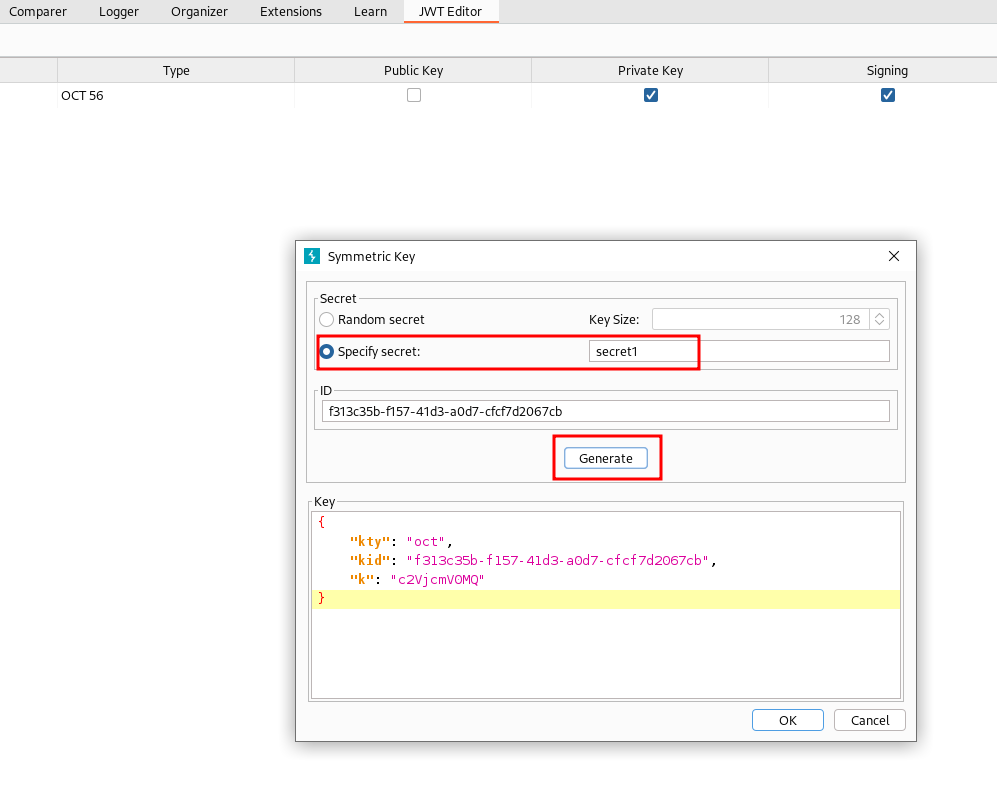 Comparer Logger Organizer Extensions Learn JWT Editor
Type Public Key Private Key Signing
OCT 56
Symmetric Key
Secret
Random secret Key Size: 128
Specify secret: secret1
ID
f313c35b-f157-41d3-a0d7-cfcf7d2067cb
Generate
Key
{
"kty": "oct",
"kid": "f313c35b-f157-41d3-a0d7-cfcf7d2067cb",
"k": "c2VjcmV0MQ"
}
OK Cancel